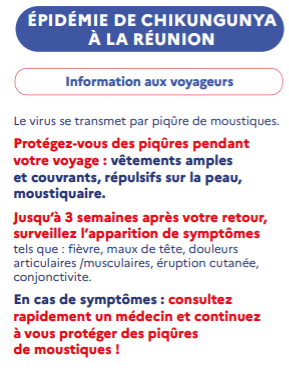 ÉPIDÉMIE DE CHIKUNGUNYA
À LA RÉUNION
Information aux voyageurs
Le virus se transmet par piqûre de moustiques.
Protégez-vous des piqûres pendant
votre voyage : vêtements amples
et couvrants, répulsifs sur la peau,
moustiquaire.
Jusqu'à 3 semaines après votre retour,
surveillez l'apparition de symptômes
tels que : fièvre, maux de tête, douleurs
articulaires /musculaires, éruption cutanée,
conjonctivite.
En cas de symptômes : consultez
rapidement un médecin et continuez
à vous protéger des piqûres
de moustiques !